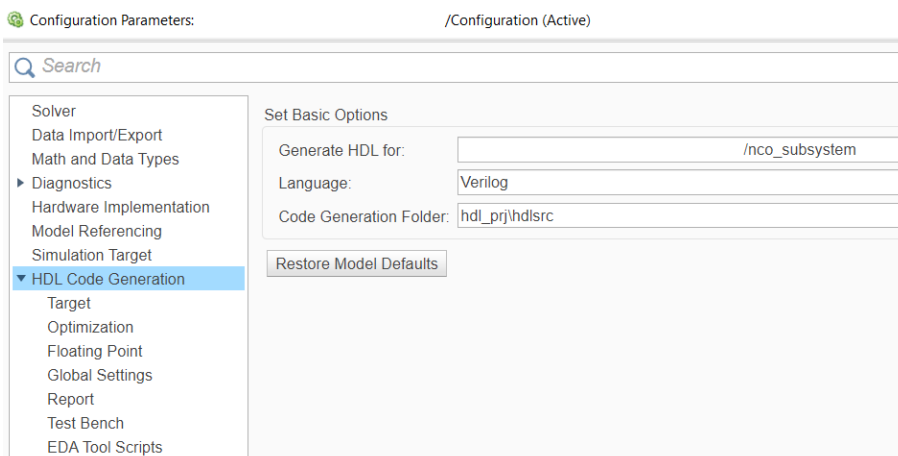 Configuration Parameters: /Configuration (Active)
Search
Solver
Data Import/Export
Math and Data Types
Diagnostics
Hardware Implementation
Model Referencing
Simulation Target
HDL Code Generation
Target
Optimization
Floating Point
Global Settings
Report
Test Bench
EDA Tool Scripts
Set Basic Options
Generate HDL for: /nco_subsystem
Language: Verilog
Code Generation Folder: hdl_prj\hdlsrc
Restore Model Defaults